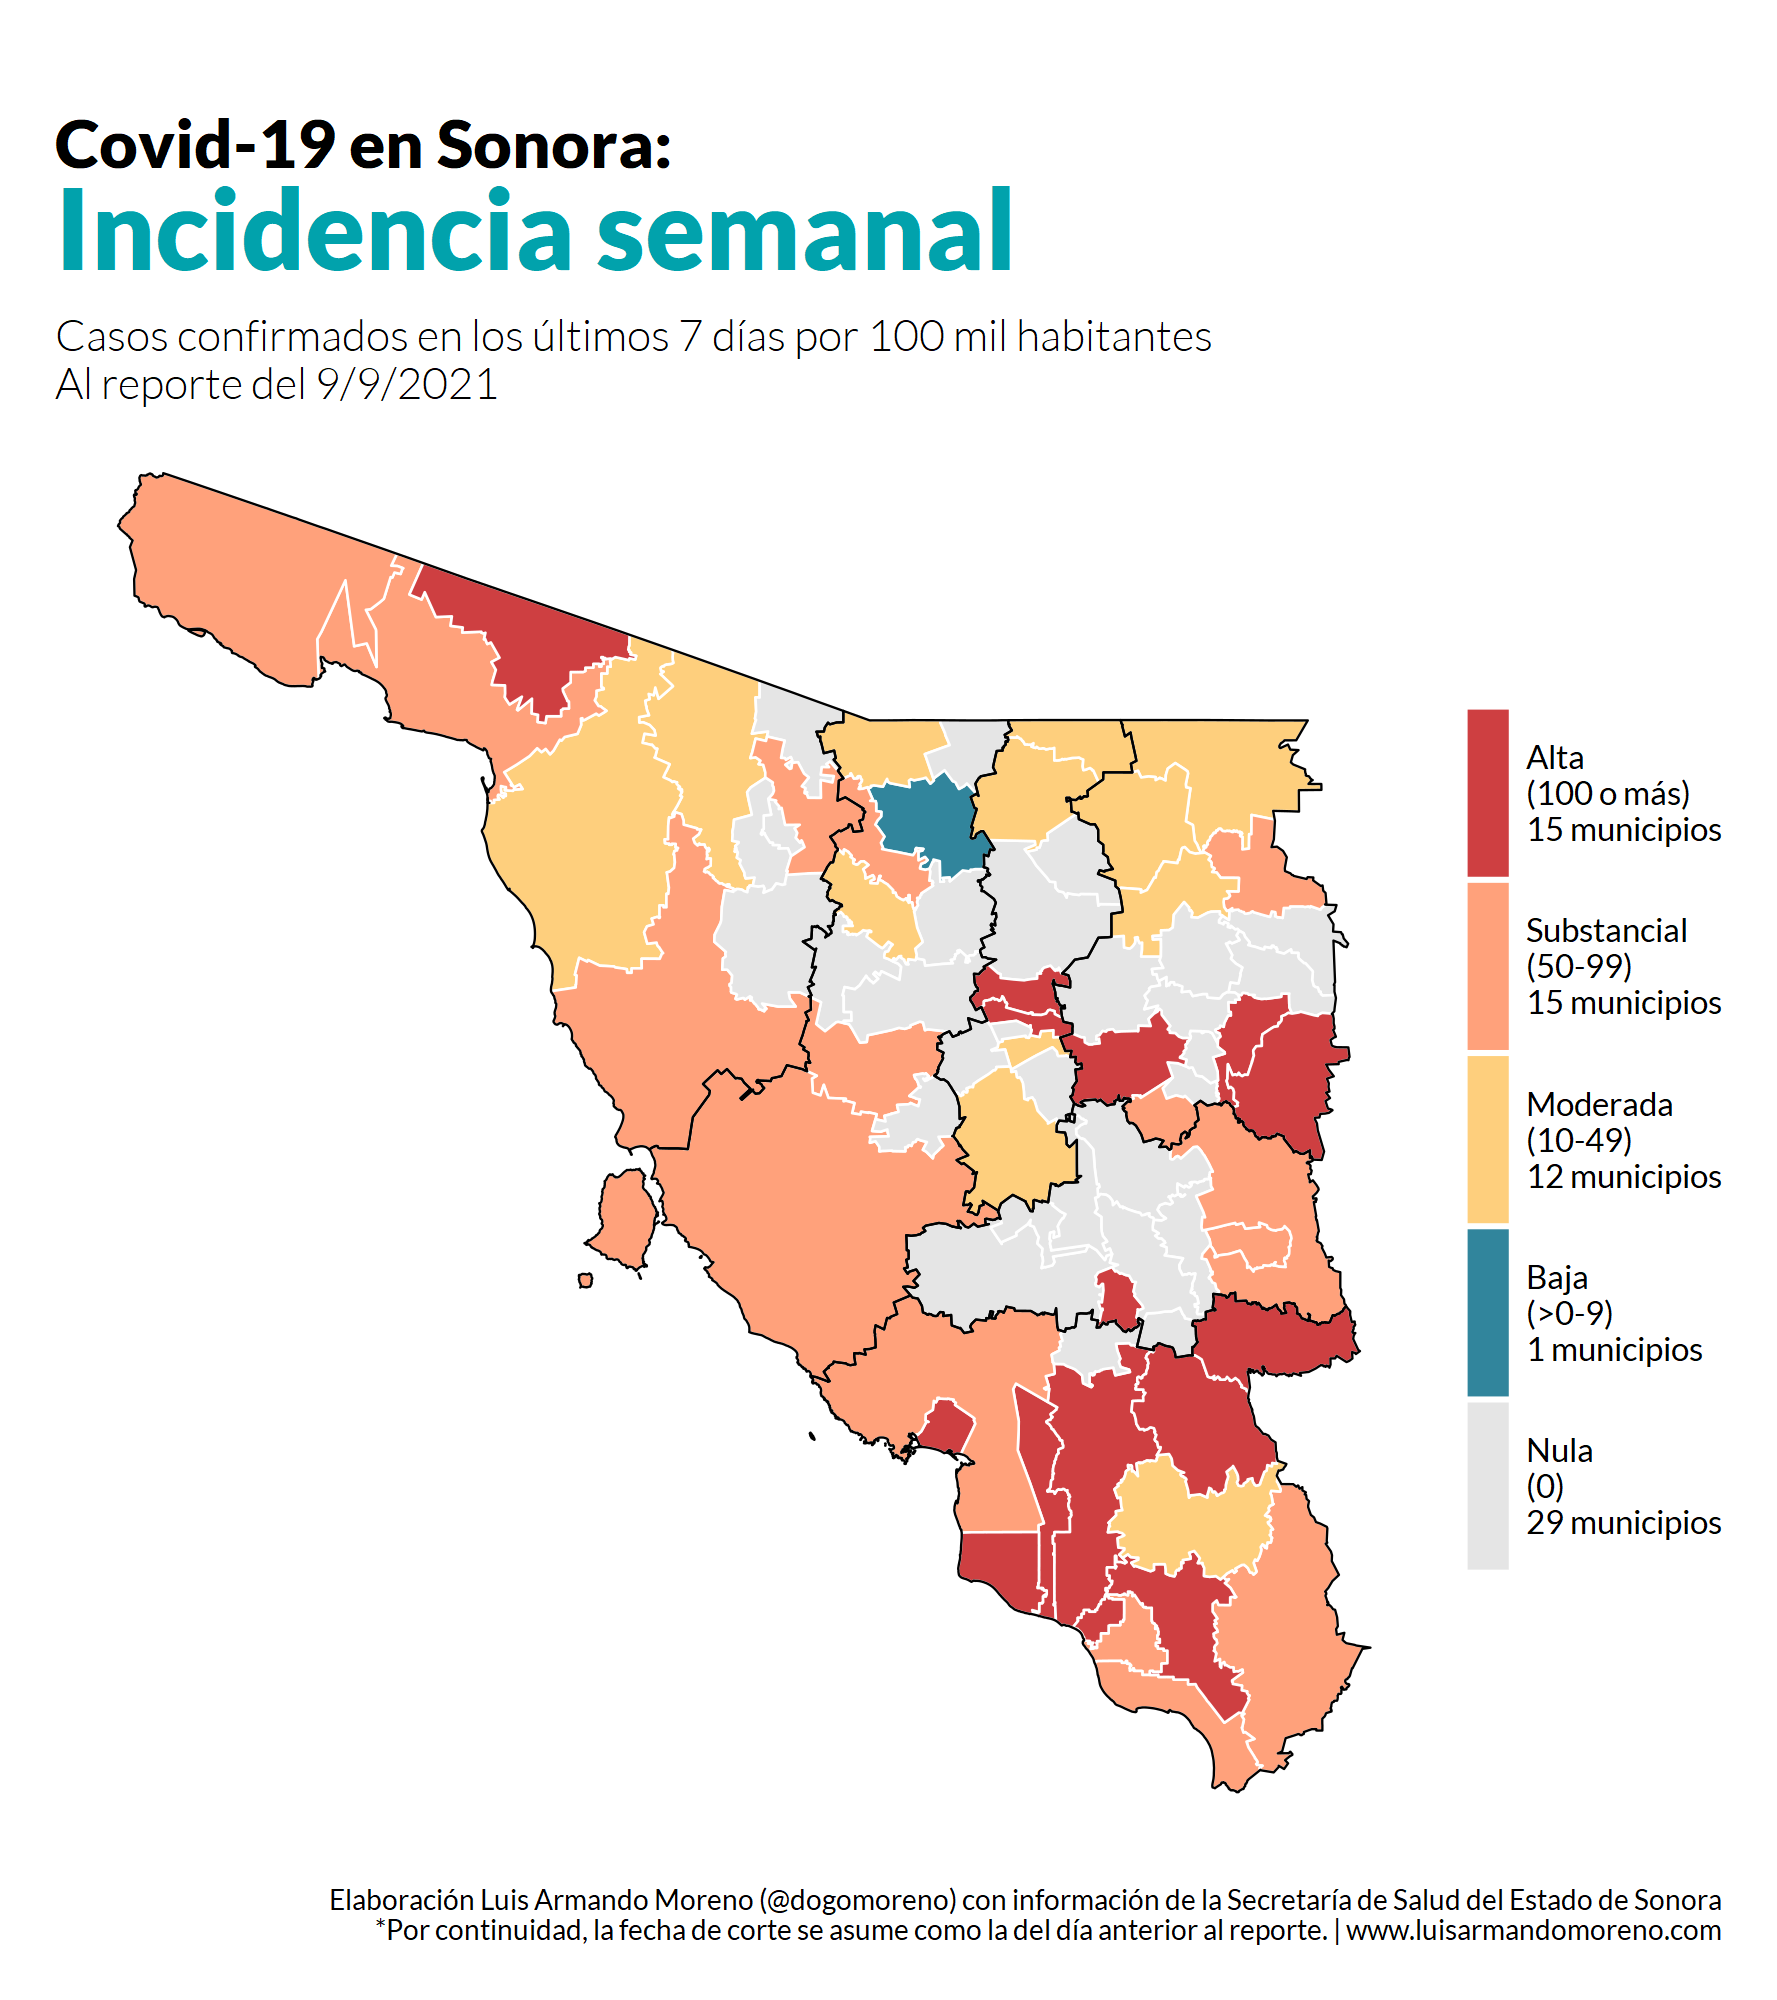 Covid-19 en Sonora:
Incidencia semanal
Casos confirmados en los últimos 7 días por 100 mil habitantes
Al reporte del 9/9/2021
Alta
(100 o más)
15 municipios
Substancial
(50-99)
15 municipios
Moderada
(10-49)
12 municipios
Baja
(>0-9)
1 municipios
Nula
(0)
29 municipios
Elaboración Luis Armando Moreno (@dogomoreno) con información de la Secretaría de Salud del Estado de Sonora
*Por continuidad, la fecha de corte se asume como la del día anterior al reporte. | www.luisarmandomoreno.com